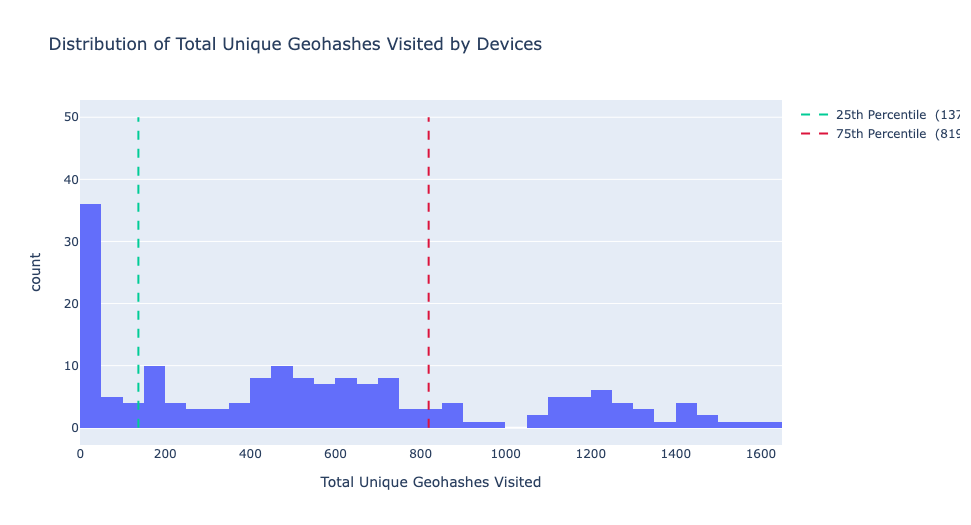 Distribution of Total Unique Geohashes Visited by Devices
50
40
30
20
10
0
count
0 200 400 600 800 1000 1200 1400 1600
Total Unique Geohashes Visited
25th Percentile (137
75th Percentile (819